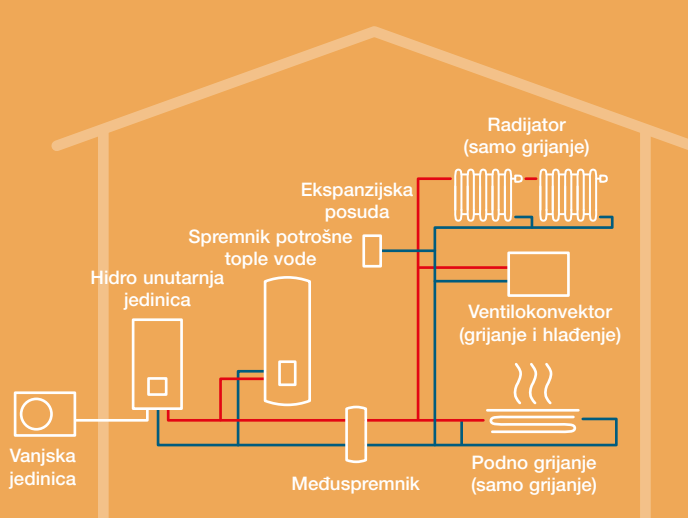 Radijator
(samo grijanje)
Ekspanzijska
posuda
Spremnik potrošne
tople vode
Hidro unutarnja
jedinica
Ventilokonvektor
(grijanje i hlađenje)
Vanjska
jedinica
Međuspremnik
Podno grijanje
(samo grijanje)